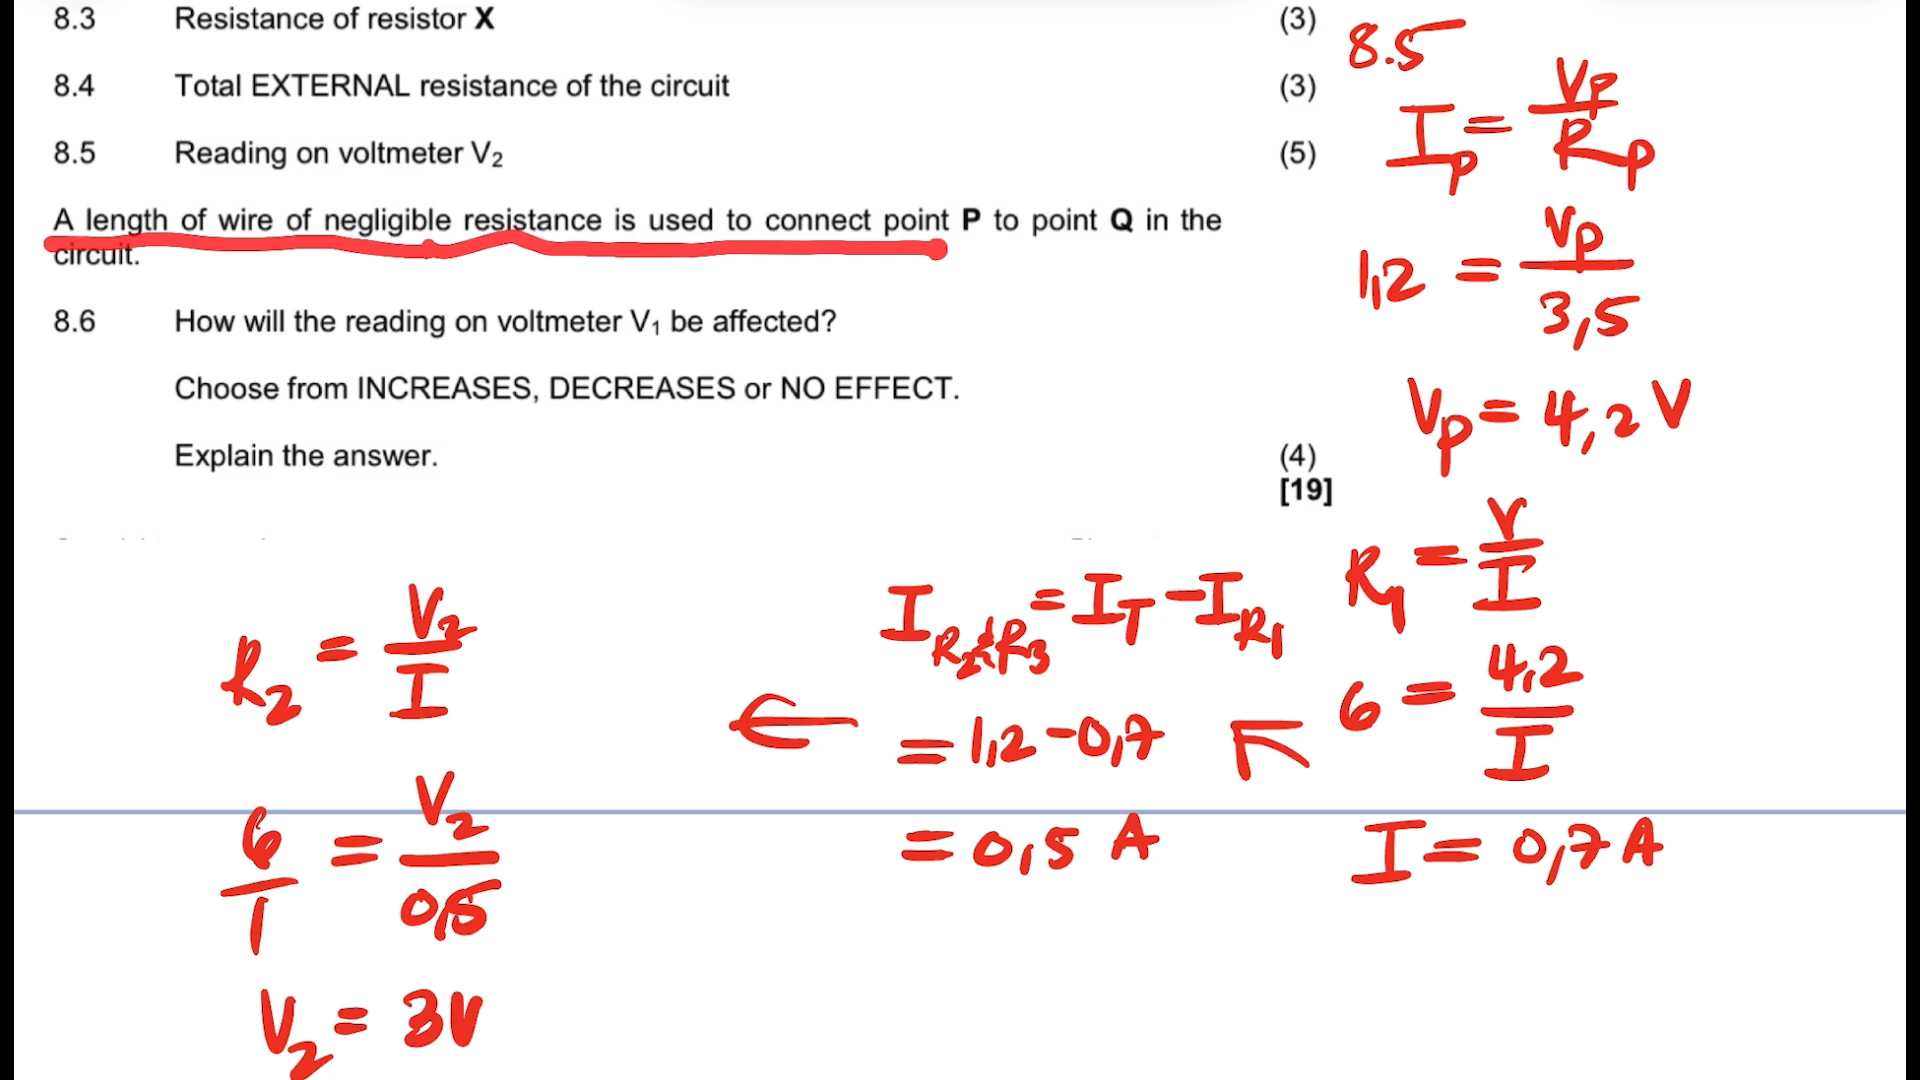 8.3 Resistance of resistor X (3)
8.4 Total EXTERNAL resistance of the circuit (3)
8.5 Reading on voltmeter V₂ (5)
A length of wire of negligible resistance is used to connect point P to point Q in the
circuit.
8.6 How will the reading on voltmeter V₁ be affected?
Choose from INCREASES, DECREASES or NO EFFECT.
Explain the answer. (4)
[19]
8.5
Ip = Vp/Rp
1,2 = Vp/3,5
Vp = 4,2 V
R₁ = V/I
6 = 4,2/I
I = 0,7 A
I R₂&R₃ = I_T - I_R₁
= 1,2 - 0,7
= 0,5 A
R₂ = V₂/I
6/1 = V₂/0,5
V₂ = 3V